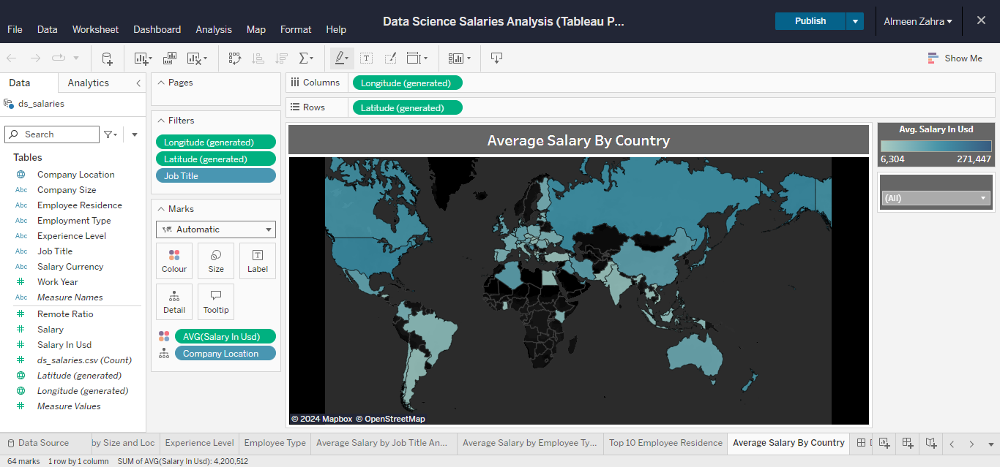 Data Science Salaries Analysis (Tableau P...
Publish
Almeen Zahra
File Data Worksheet Dashboard Analysis Map Format Help
Show Me
Data Analytics
ds_salaries
Search
Tables
Company Location
Abc Company Size
Abc Employee Residence
Abc Employment Type
Abc Experience Level
Abc Job Title
Abc Salary Currency
Work Year
Abc Measure Names
Remote Ratio
Salary
Salary In Usd
ds_salaries.csv (Count)
Latitude (generated)
Longitude (generated)
Measure Values
Pages
Filters
Longitude (generated)
Latitude (generated)
Job Title
Marks
Automatic
Colour Size Label
Detail Tooltip
AVG(Salary In Usd)
Company Location
Columns Longitude (generated)
Rows Latitude (generated)
Average Salary By Country
© 2024 Mapbox © OpenStreetMap
Avg. Salary In Usd
6,304 271,447
(All)
Data Source by Size and Loc Experience Level Employee Type Average Salary by Job Title An... Average Salary by Employee Ty... Top 10 Employee Residence Average Salary By Country
64 marks 1 row by 1 column SUM of AVG(Salary In Usd): 4,200,512